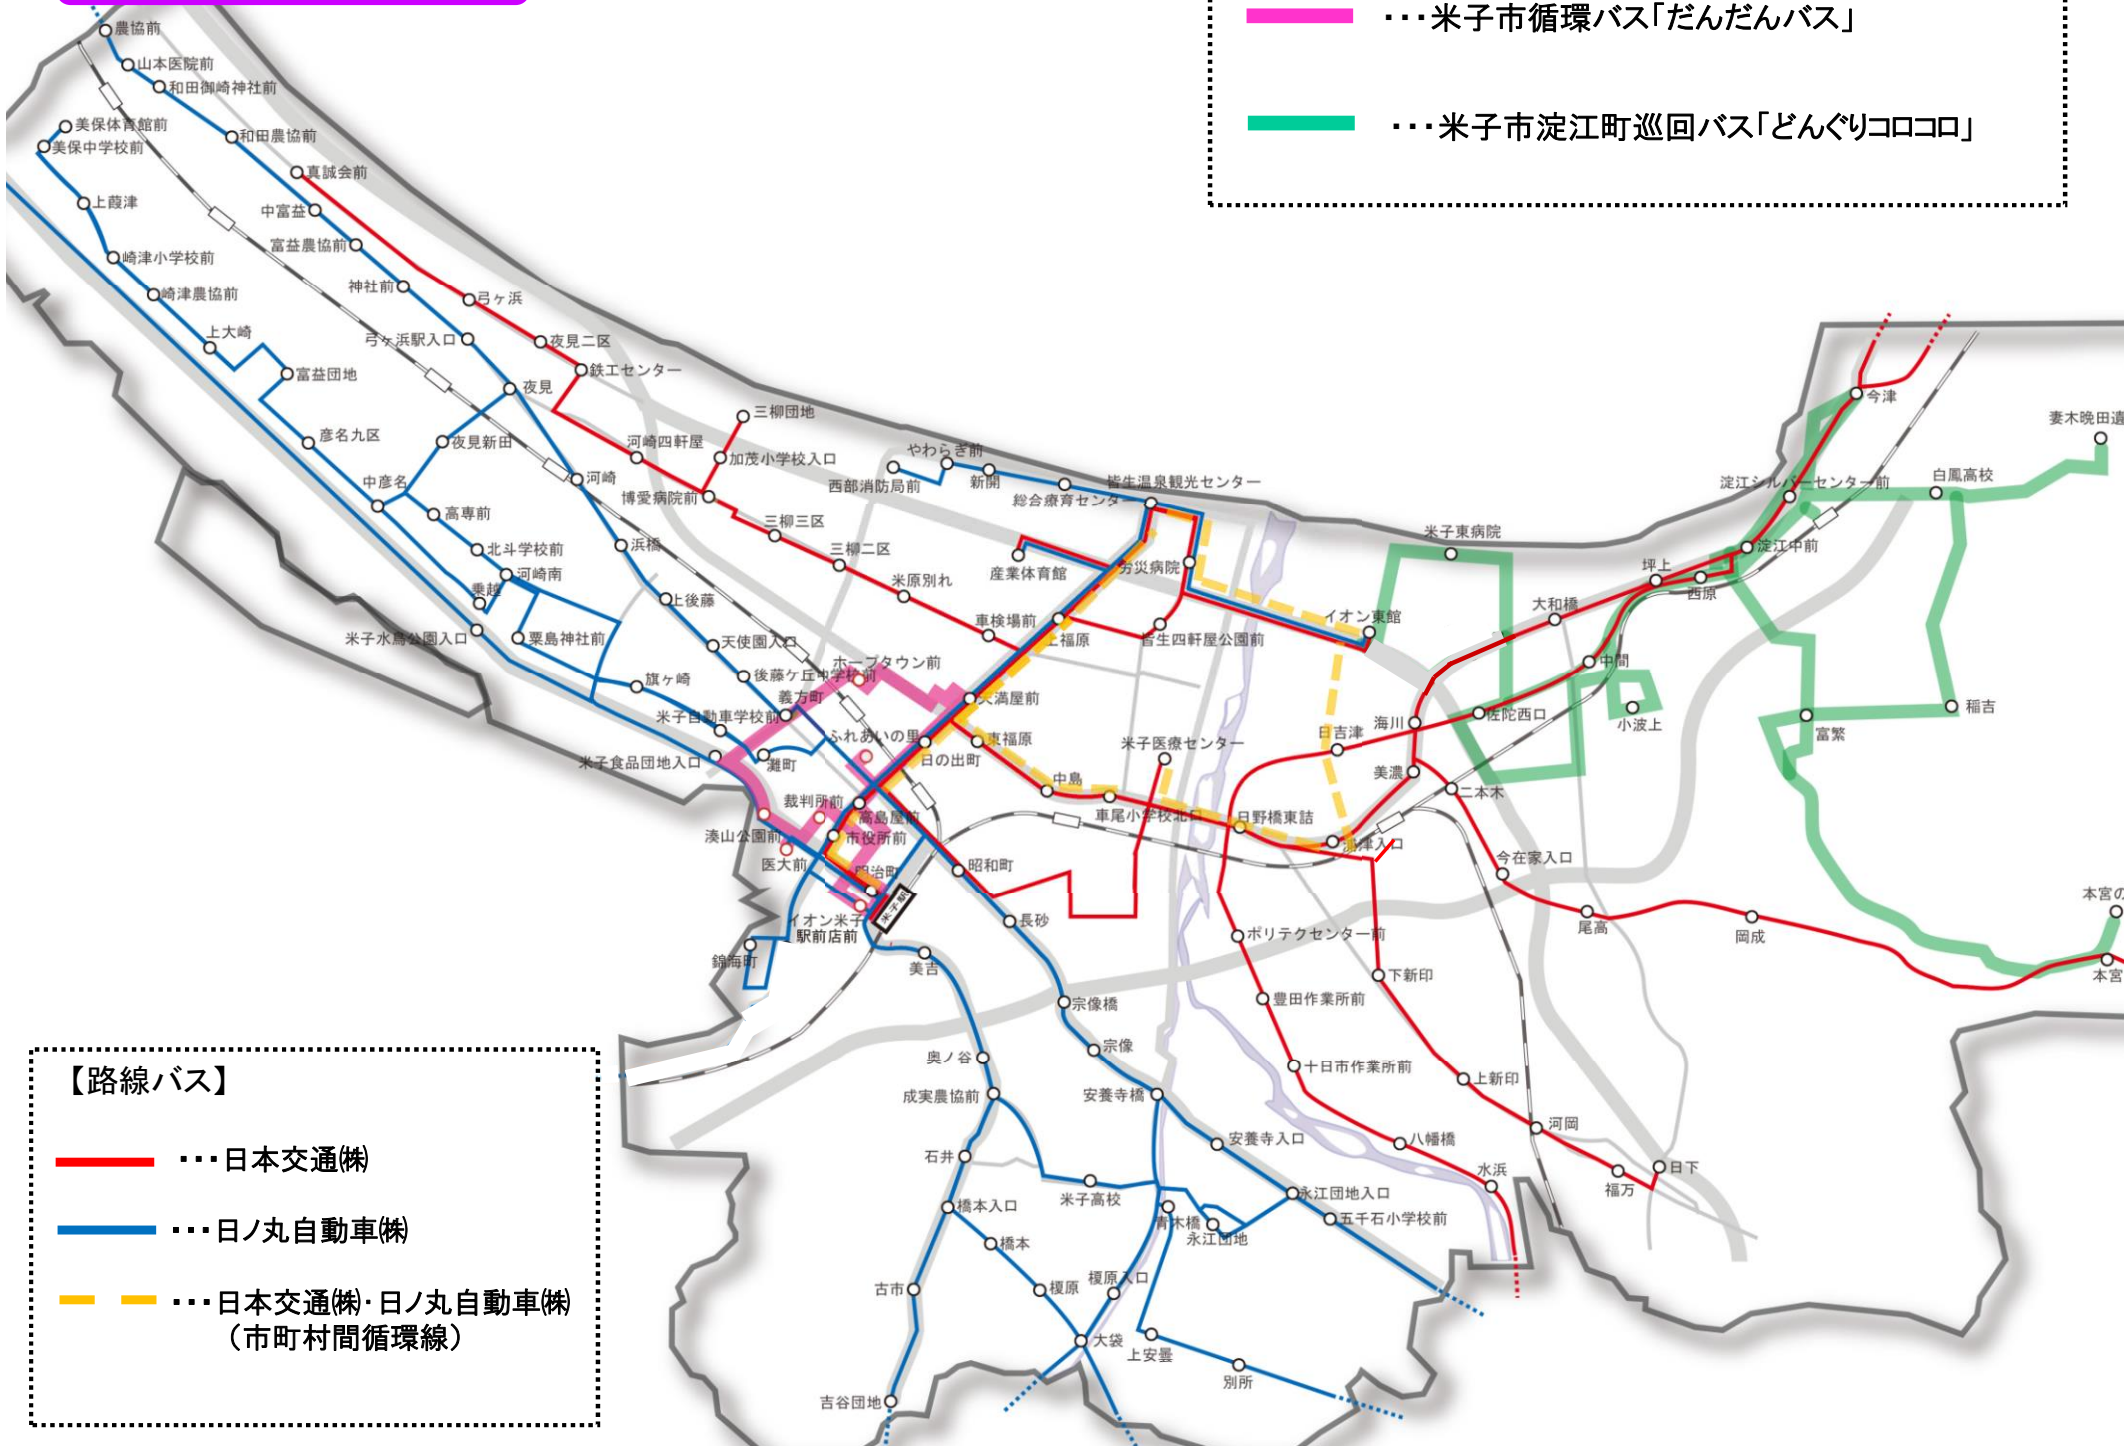 ・・・米子市循環バス「だんだんバス」
・・・米子市淀江町巡回バス「どんぐりコロコロ」
農協前
山本医院前
和田御崎神社前
美保体育館前
美保中学校前
和田農協前
真誠会前
上葭津
中富益
富益農協前
崎津小学校前
神社前
崎津農協前
弓ヶ浜
上大崎
弓ヶ浜駅入口
夜見二区
鉄工センター
富益団地
夜見
三柳団地
彦名九区
夜見新田
河崎四軒屋
加茂小学校入口
やわらぎ前
西部消防局前
新開
総合療育センター
皆生温泉観光センター
中彦名
河崎
博愛病院前
高専前
三柳三区
北斗学校前
浜橋
三柳二区
産業体育館
労災病院
河崎南
乗越
米原別れ
米子水鳥公園入口
粟島神社前
上後藤
車検場前
上福原
皆生四軒屋公園前
イオン東館
天使園入口
ホープタウン前
後藤ケ丘中学校前
旗ヶ崎
義方町
天満屋前
米子自動車学校前
ふれあいの里
東福原
日の出町
米子医療センター
米子食品団地入口
灘町
中島
裁判所前
高島屋前
車尾小学校北口
日野橋東詰
湊山公園前
市役所前
医大前
明治町
昭和町
イオン米子
駅前店前
米子駅
長砂
錦海町
美吉
米子東病院
今津
妻木晩田遺
淀江シルバーセンター前
白鳳高校
淀江中前
坪上
西原
大和橋
中間
佐陀西口
小波上
稲吉
富繁
海川
日吉津
美濃
二本木
今在家入口
尾高
岡成
本宮の
本宮
ポリテクセンター前
下新印
豊田作業所前
十日市作業所前
上新印
八幡橋
河岡
水浜
福万
日下
宗像橋
宗像
奥ノ谷
成実農協前
安養寺橋
石井
安養寺入口
米子高校
橋本入口
青木橋
永江団地
永江団地入口
五千石小学校前
橋本
古市
榎原
榎原入口
大袋
上安曇
別所
吉谷団地
【路線バス】
・・・日本交通㈱
・・・日ノ丸自動車㈱
・・・日本交通㈱・日ノ丸自動車㈱
（市町村間循環線）